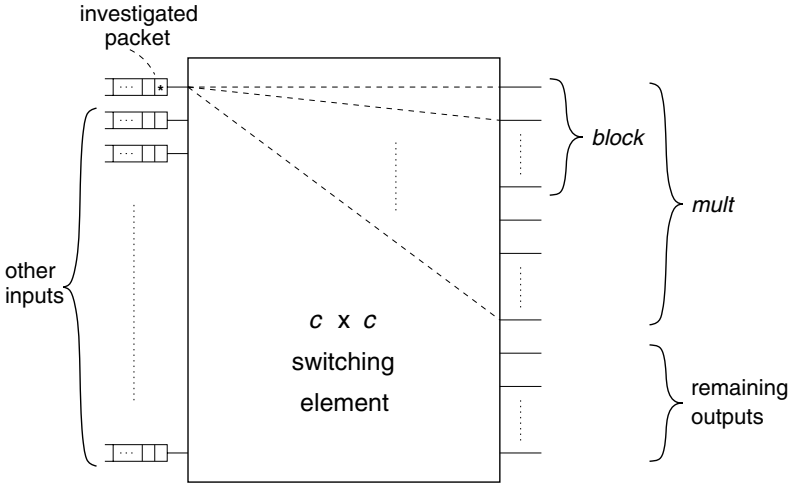 investigated
packet
*
block
mult
other
inputs
c x c
switching
element
remaining
outputs